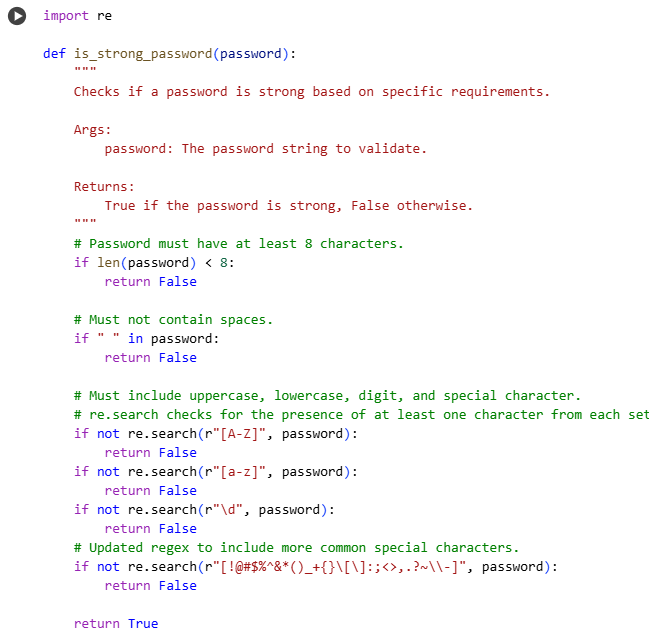 import re

def is_strong_password(password):
    """
    Checks if a password is strong based on specific requirements.

    Args:
        password: The password string to validate.

    Returns:
        True if the password is strong, False otherwise.
    """
    # Password must have at least 8 characters.
    if len(password) < 8:
        return False

    # Must not contain spaces.
    if " " in password:
        return False

    # Must include uppercase, lowercase, digit, and special character.
    # re.search checks for the presence of at least one character from each set
    if not re.search(r"[A-Z]", password):
        return False
    if not re.search(r"[a-z]", password):
        return False
    if not re.search(r"\d", password):
        return False
    # Updated regex to include more common special characters.
    if not re.search(r"[!@#$%^&*()_+{}\[\]:;<>,.?~\\-]", password):
        return False

    return True